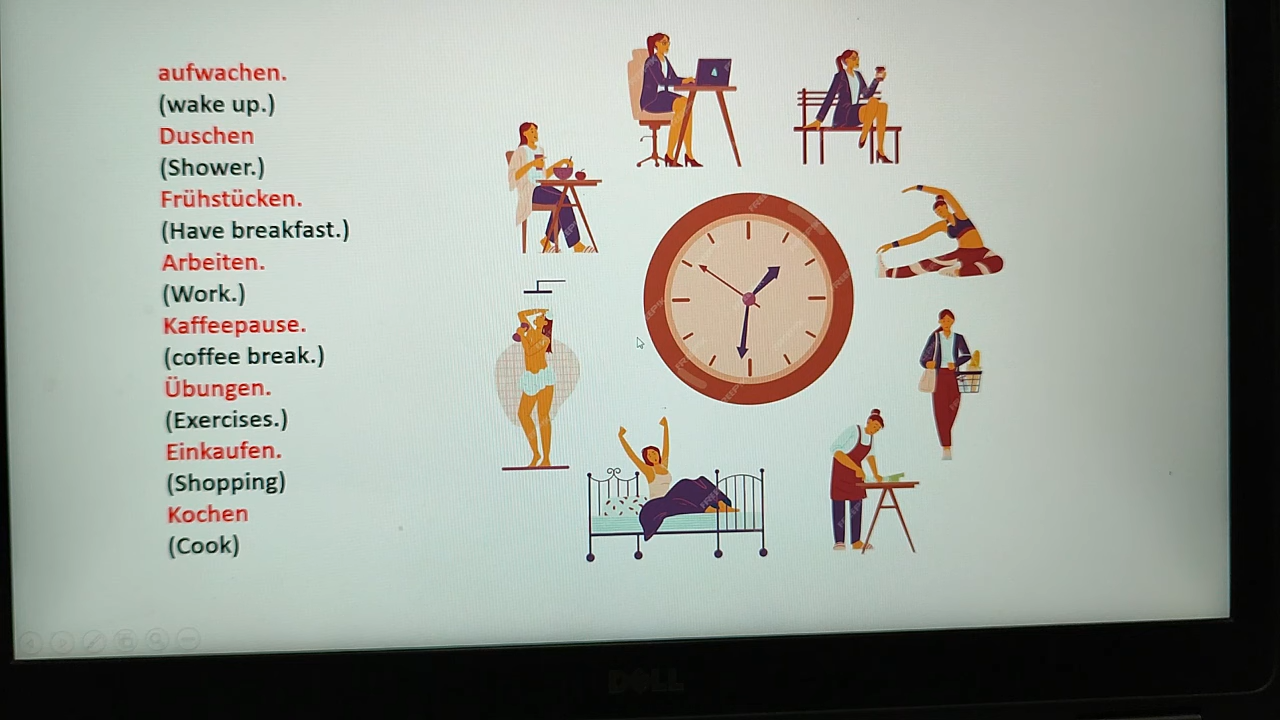 aufwachen.
(wake up.)
Duschen
(Shower.)
Frühstücken.
(Have breakfast.)
Arbeiten.
(Work.)
Kaffeepause.
(coffee break.)
Übungen.
(Exercises.)
Einkaufen.
(Shopping)
Kochen
(Cook)
DELL